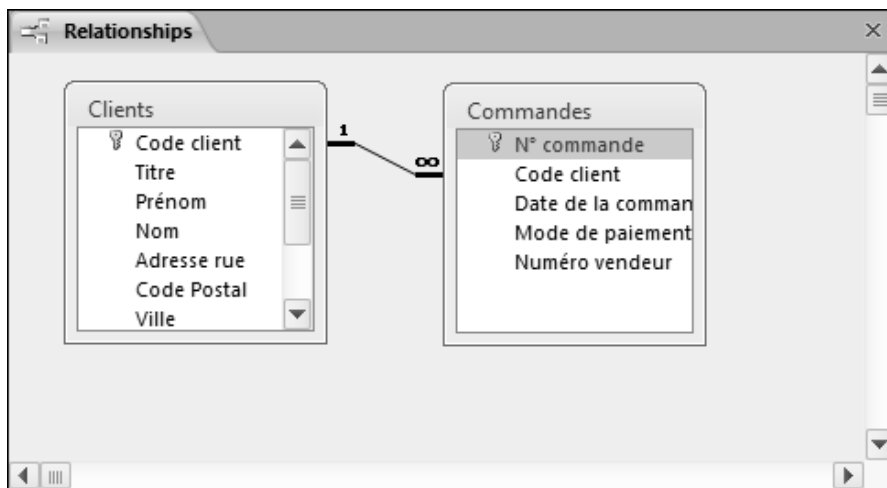 Relationships
Clients
Code client
Titre
Prénom
Nom
Adresse rue
Code Postal
Ville
1
∞
Commandes
N° commande
Code client
Date de la comman
Mode de paiement
Numéro vendeur